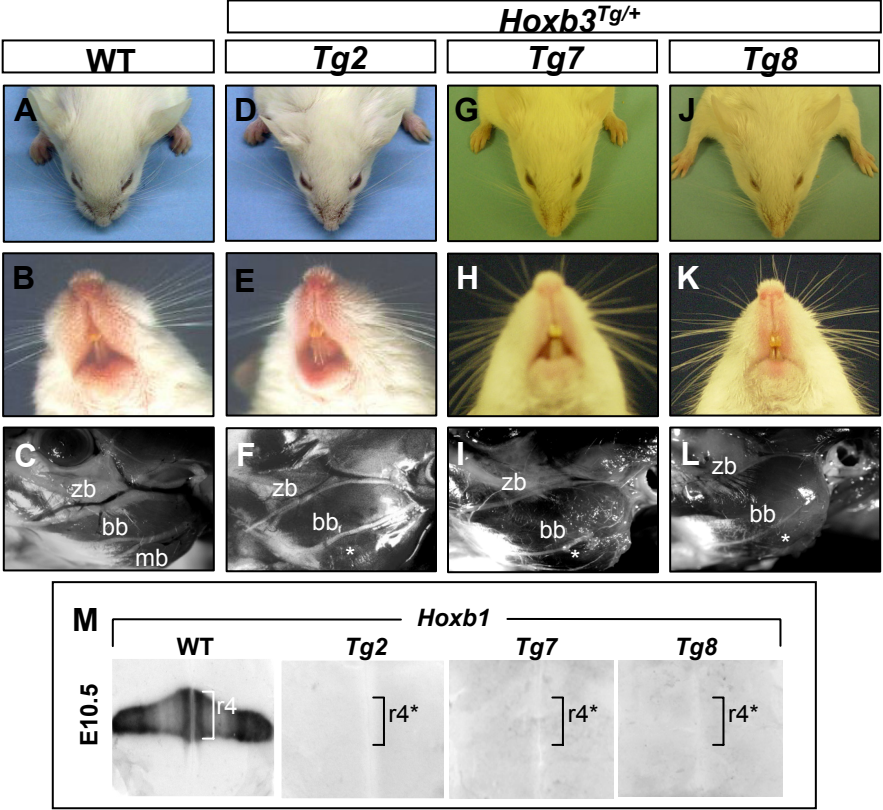 Hoxb3Tg/+
WT Tg2 Tg7 Tg8
A D G J
B E H K
C F I L
zb zb zb zb
bb bb bb bb
mb * * *
M Hoxb1
WT Tg2 Tg7 Tg8
E10.5
r4 r4* r4* r4*